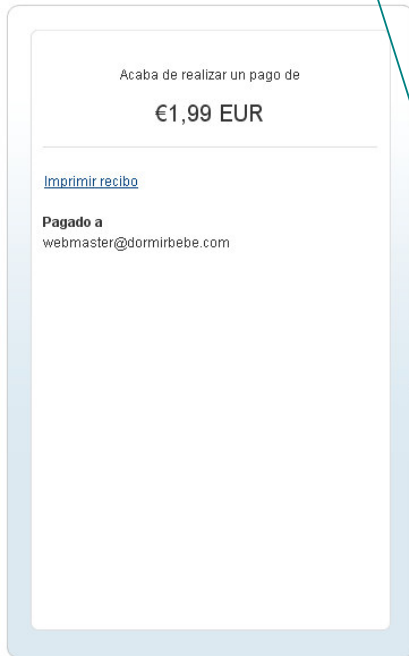 Acaba de realizar un pago de
€1,99 EUR
Imprimir recibo
Pagado a
webmaster@dormirbebe.com